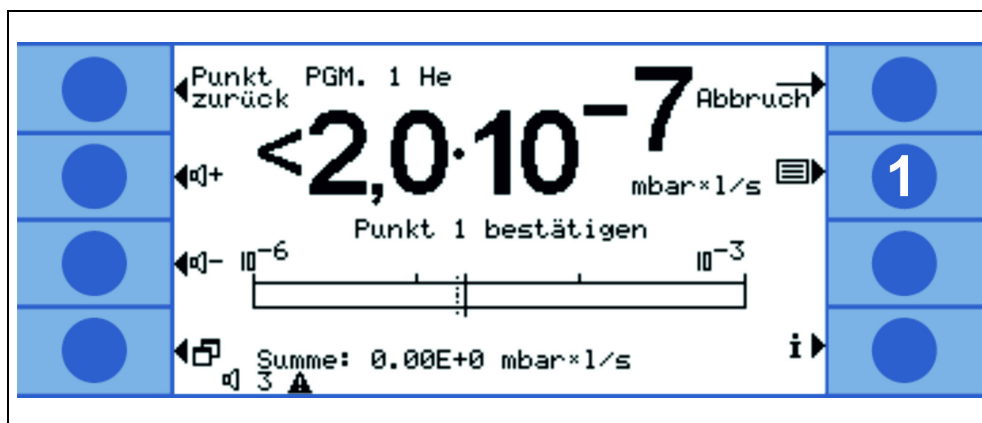 Punkt zurück
PGM. 1 He
Abbruch
<2,0·10⁻⁷
mbar×l/s
+
1
Punkt 1 bestätigen
−
10⁻⁶
10⁻³
Summe: 0.00E+0 mbar×l/s
i
3